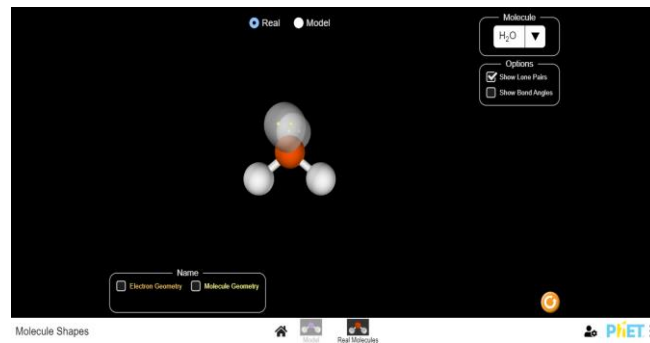 Real Model
Molecule
H₂O ▼
Options
Show Lone Pairs
Show Bond Angles
Name
Electron Geometry Molecule Geometry
Molecule Shapes
Model
Real Molecules
PhET